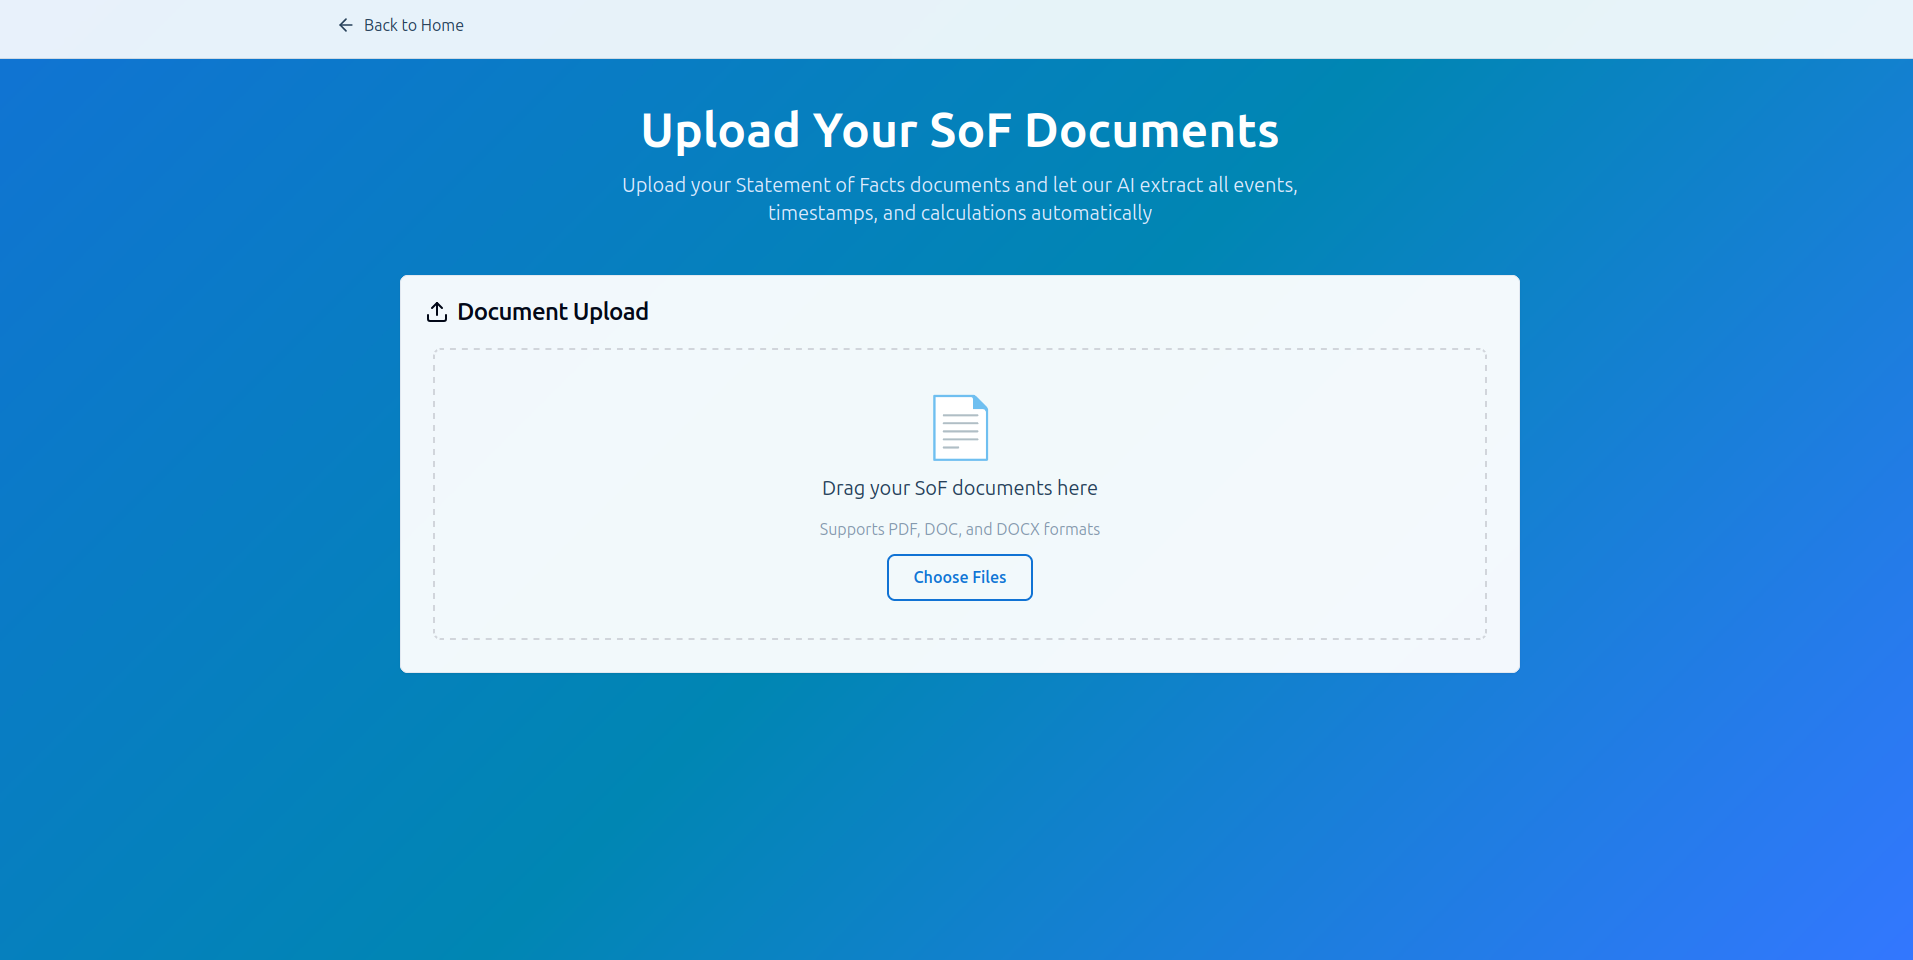 Back to Home
Upload Your SoF Documents
Upload your Statement of Facts documents and let our AI extract all events,
timestamps, and calculations automatically
Document Upload
Drag your SoF documents here
Supports PDF, DOC, and DOCX formats
Choose Files